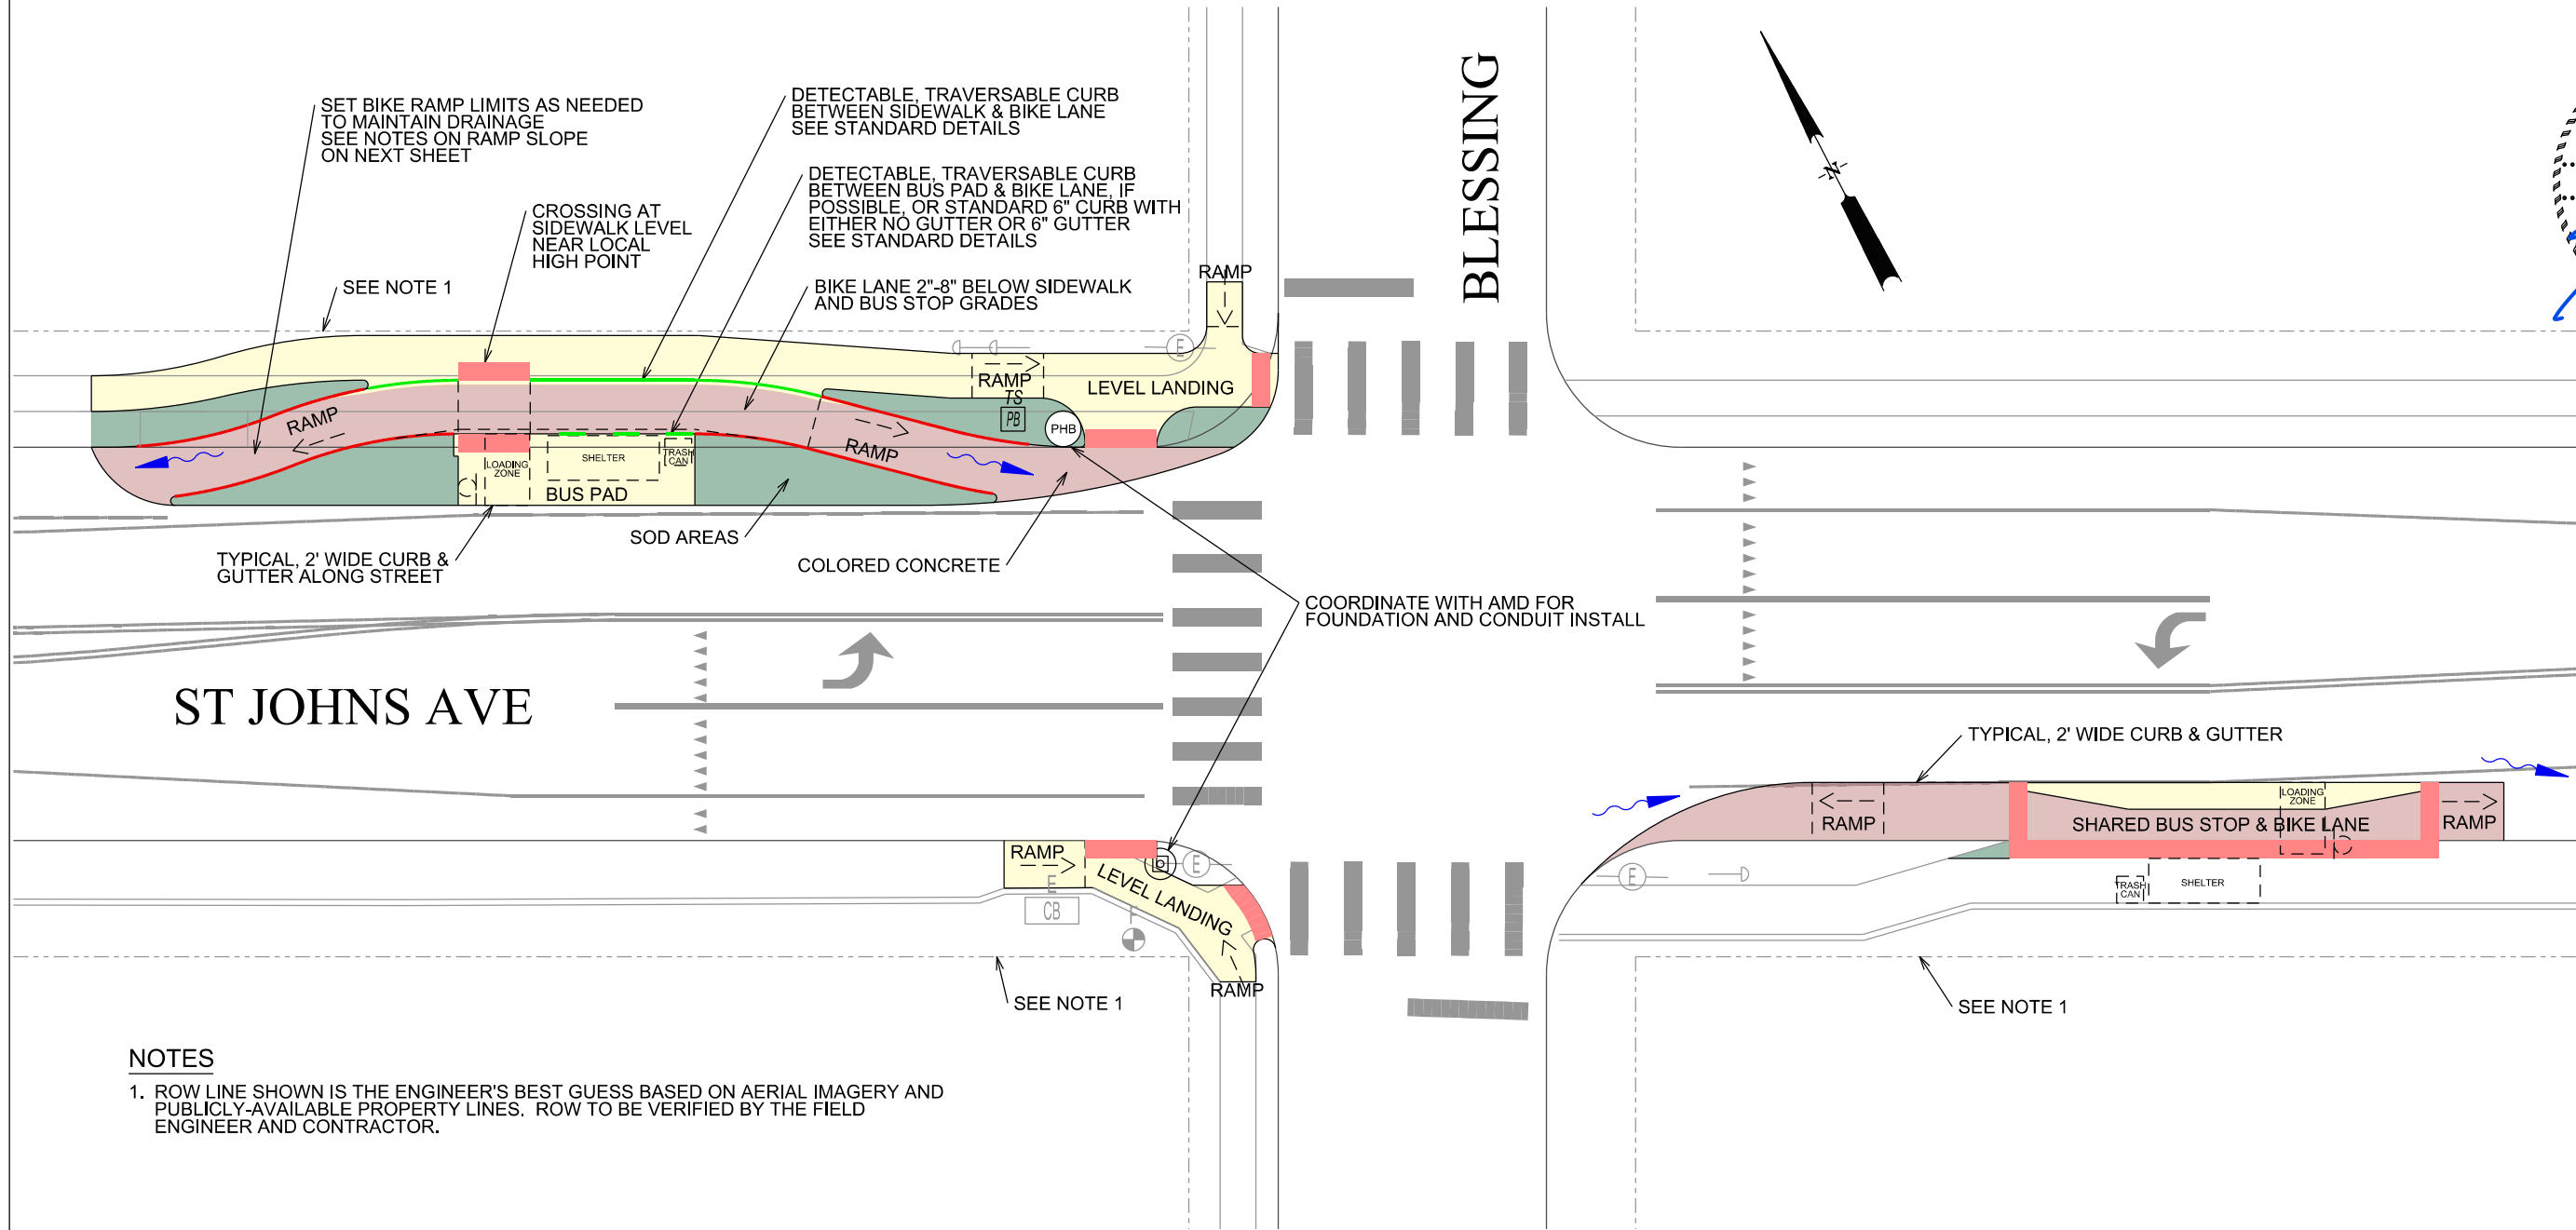 SET BIKE RAMP LIMITS AS NEEDED
TO MAINTAIN DRAINAGE
SEE NOTES ON RAMP SLOPE
ON NEXT SHEET
DETECTABLE, TRAVERSABLE CURB
BETWEEN SIDEWALK & BIKE LANE
SEE STANDARD DETAILS
DETECTABLE, TRAVERSABLE CURB
BETWEEN BUS PAD & BIKE LANE, IF
POSSIBLE, OR STANDARD 6" CURB WITH
EITHER NO GUTTER OR 6" GUTTER
SEE STANDARD DETAILS
CROSSING AT
SIDEWALK LEVEL
NEAR LOCAL
HIGH POINT
SEE NOTE 1
BIKE LANE 2"-8" BELOW SIDEWALK
AND BUS STOP GRADES
RAMP
BLESSING
N
E
RAMP
TS
PB
LEVEL LANDING
PHB
RAMP
RAMP
LOADING
ZONE
SHELTER
TRASH
CAN
BUS PAD
SOD AREAS
TYPICAL, 2' WIDE CURB &
GUTTER ALONG STREET
COLORED CONCRETE
COORDINATE WITH AMD FOR
FOUNDATION AND CONDUIT INSTALL
ST JOHNS AVE
TYPICAL, 2' WIDE CURB & GUTTER
RAMP
LOADING
ZONE
SHARED BUS STOP & BIKE LANE
RAMP
RAMP
E
LEVEL LANDING
E
CB
F
E
TRASH
CAN
SHELTER
RAMP
SEE NOTE 1
SEE NOTE 1
NOTES
1. ROW LINE SHOWN IS THE ENGINEER'S BEST GUESS BASED ON AERIAL IMAGERY AND
PUBLICLY-AVAILABLE PROPERTY LINES. ROW TO BE VERIFIED BY THE FIELD
ENGINEER AND CONTRACTOR.